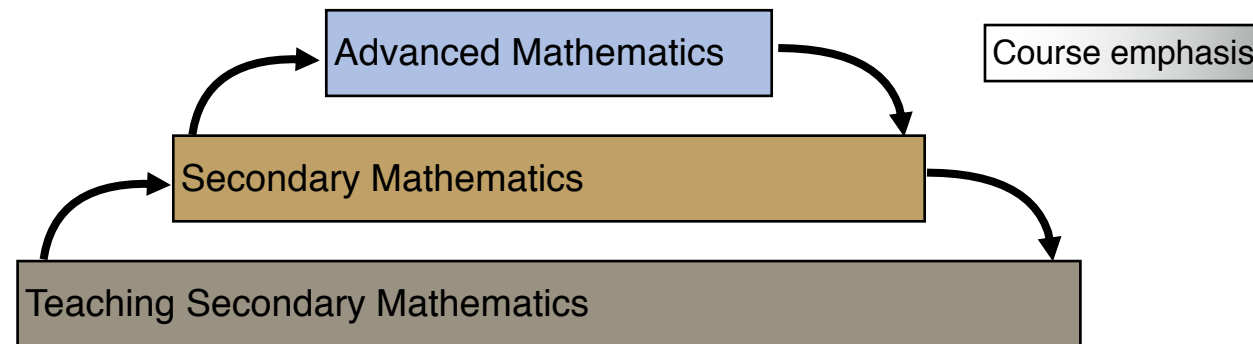 Advanced Mathematics
Course emphasis
Secondary Mathematics
Teaching Secondary Mathematics